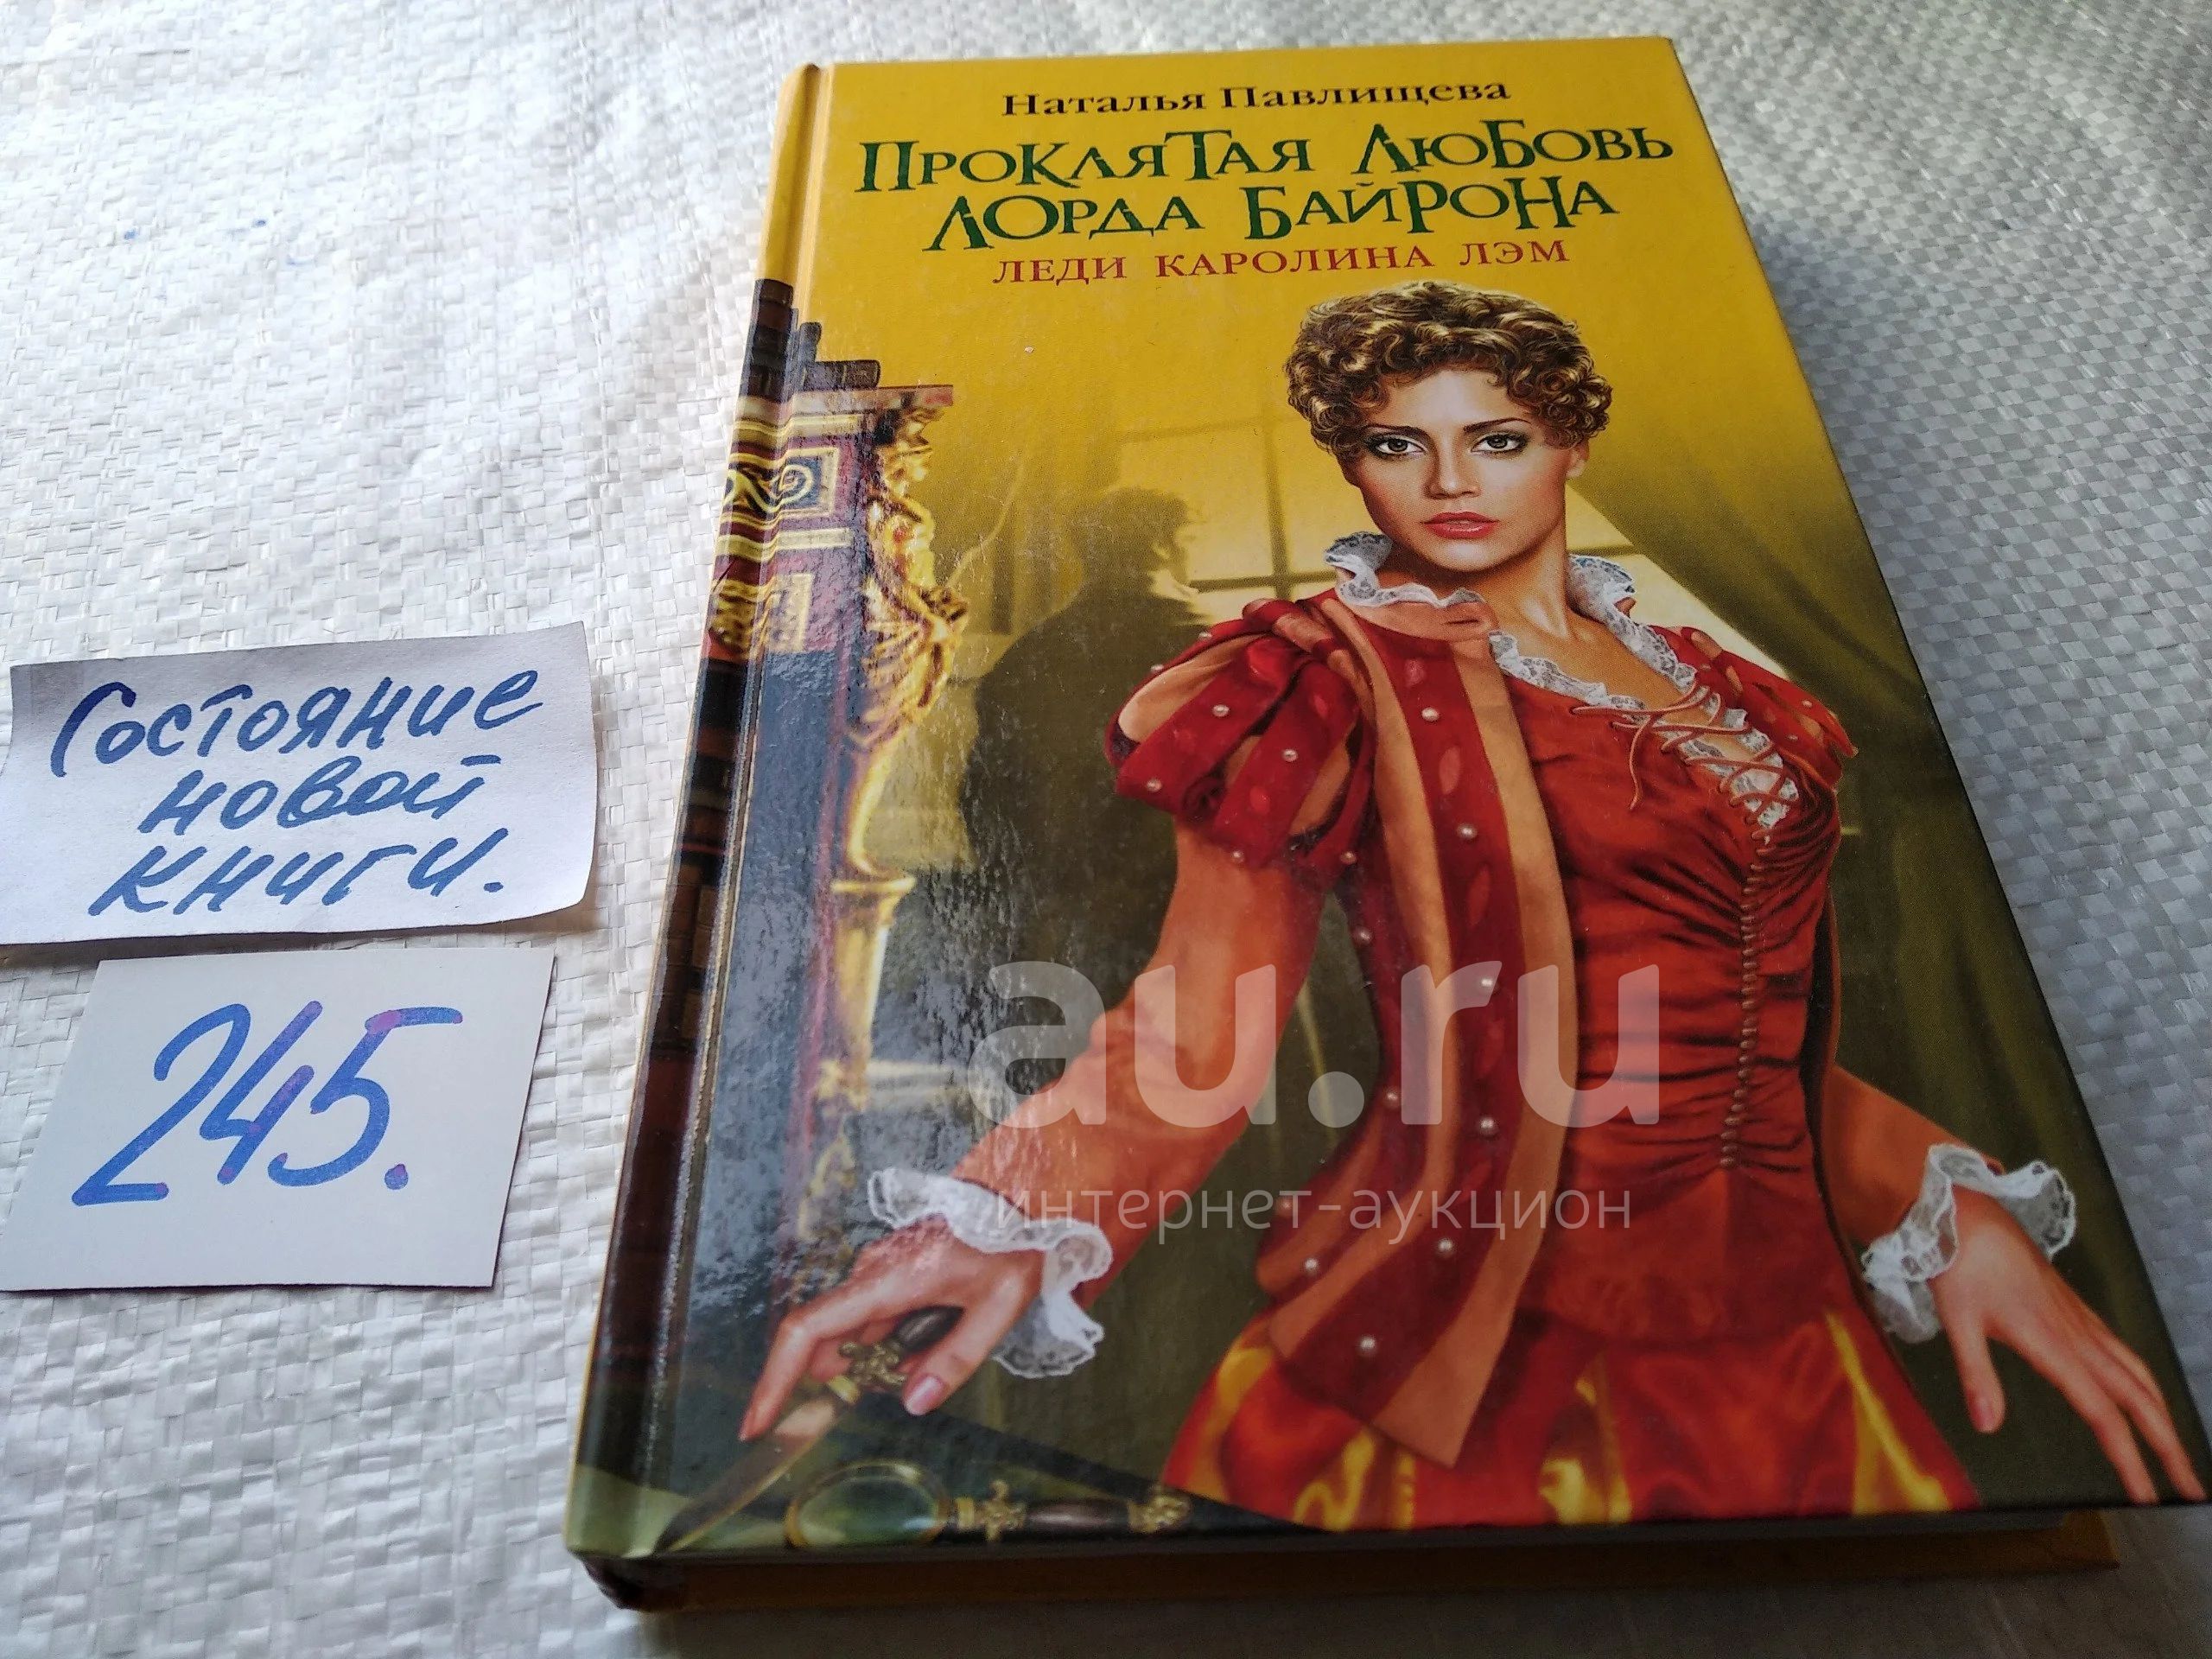 Наталья Павлищева
Проклятая любовь
лорда Байрона
леди Каролина Лэм
Состояние
новой
книги.
245.
au.ru
интернет-аукцион